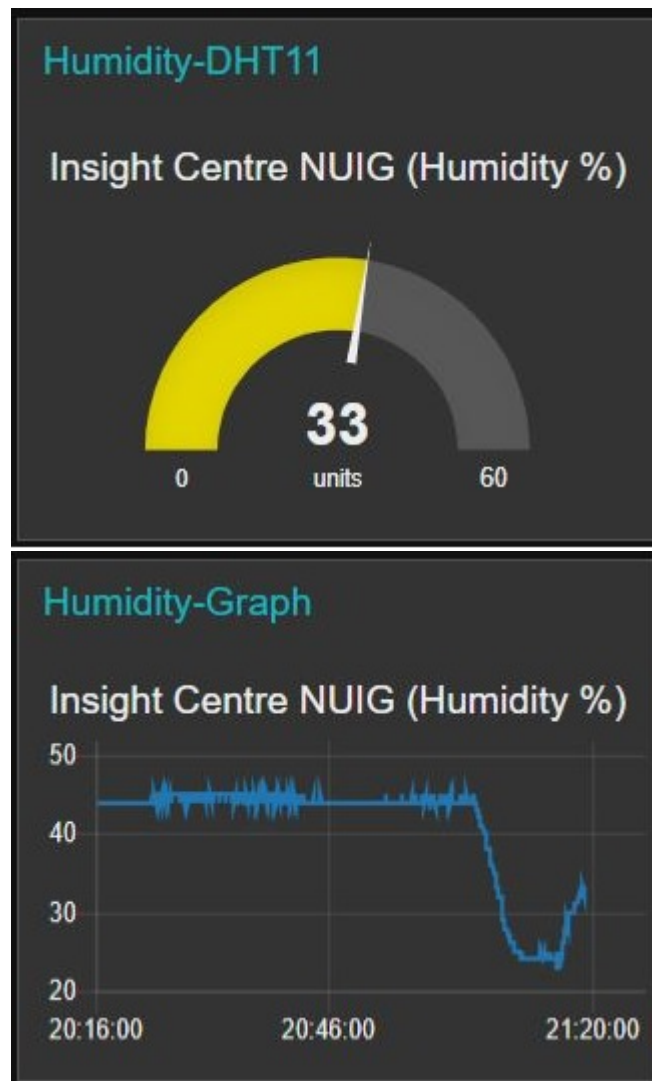 Humidity-DHT11
Insight Centre NUIG (Humidity %)
33
0 units 60
Humidity-Graph
Insight Centre NUIG (Humidity %)
50
40
30
20
20:16:00 20:46:00 21:20:00